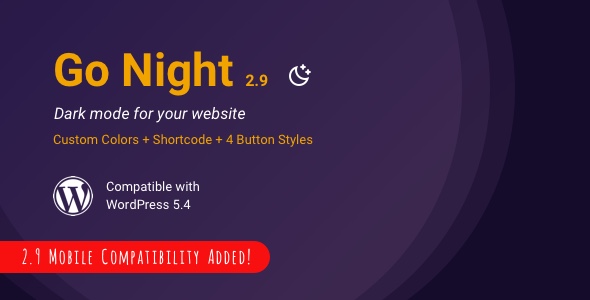 Go Night 2.9
Dark mode for your website
Custom Colors + Shortcode + 4 Button Styles
Compatible with
WordPress 5.4
2.9 Mobile Compatibility Added!